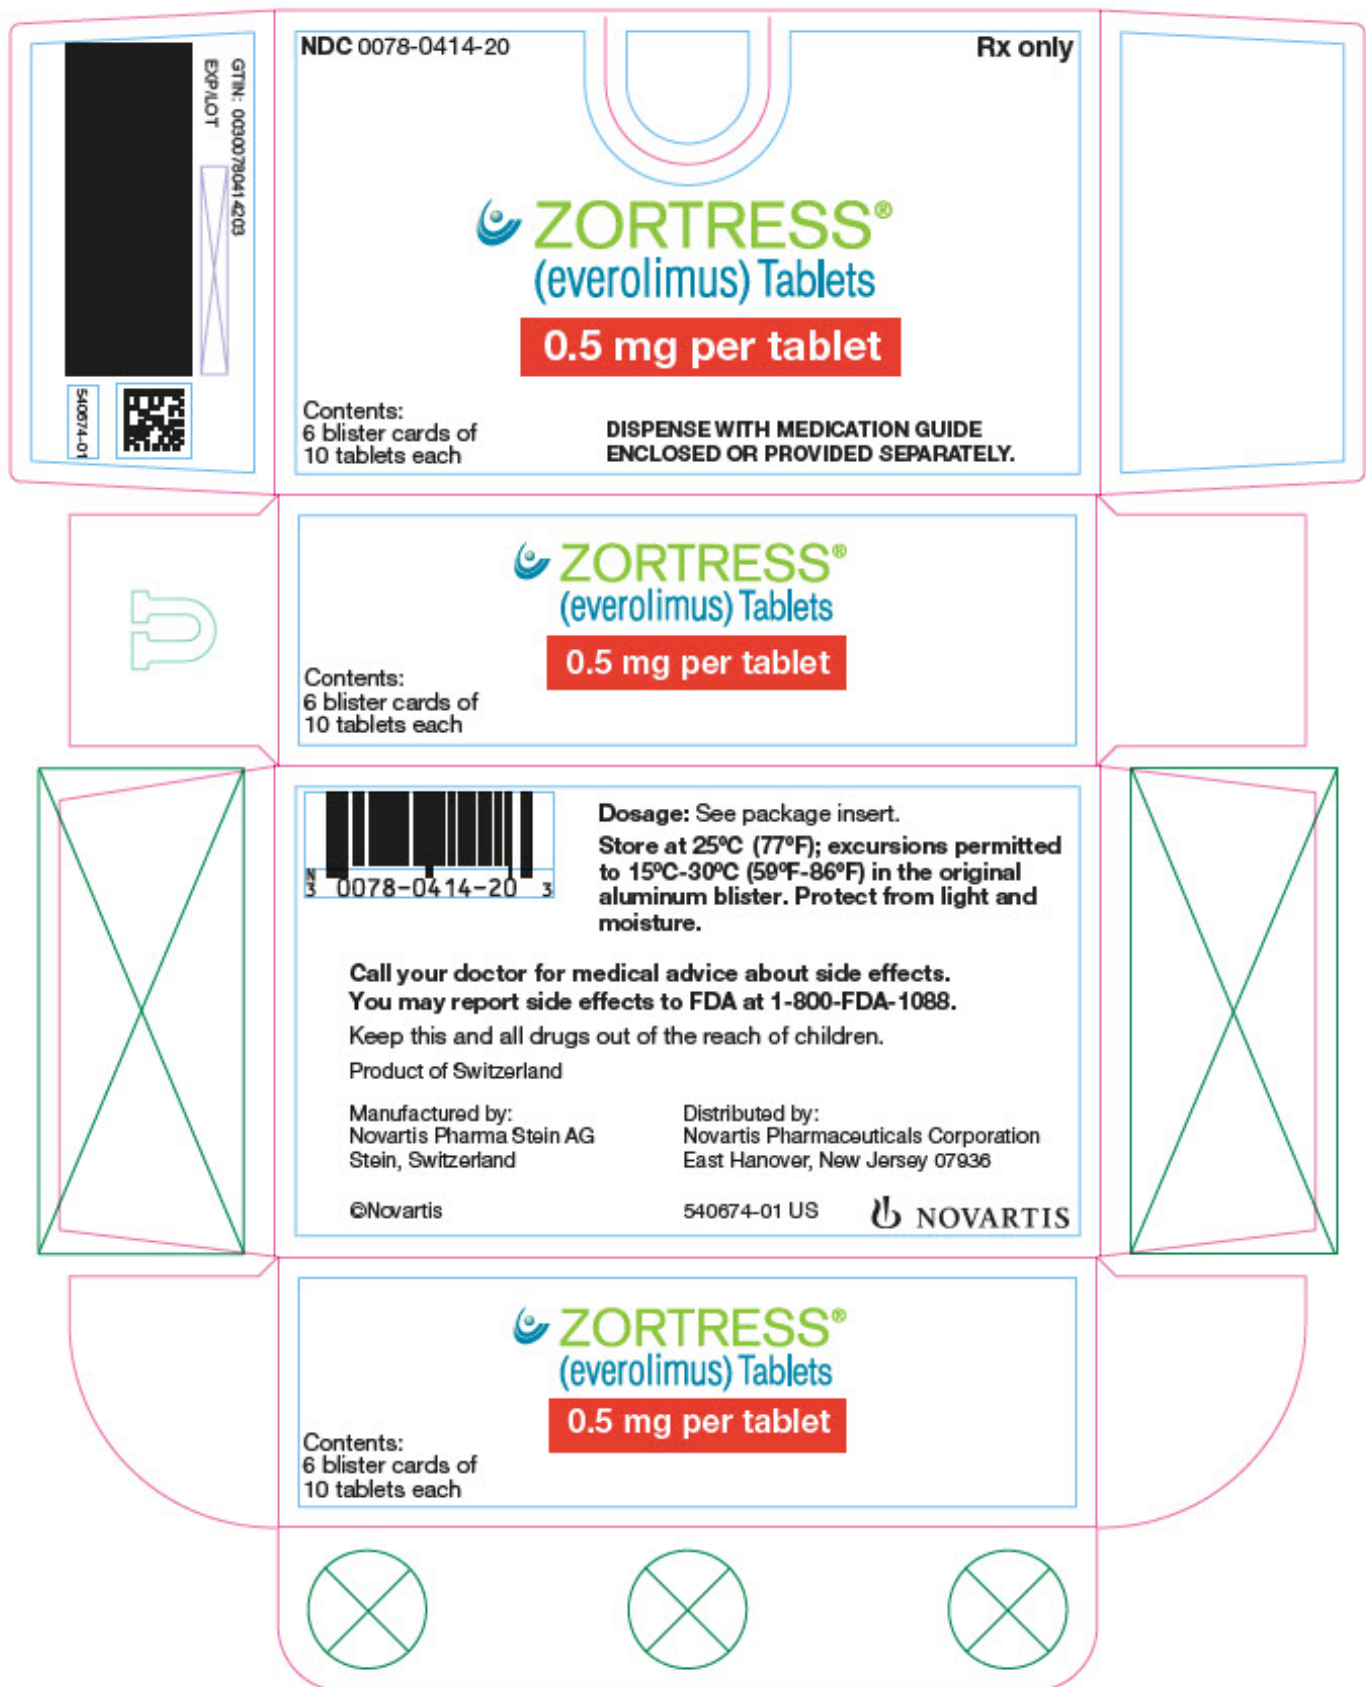 GTIN: 00300780414203
EXP/LOT
540674-01
NDC 0078-0414-20
Rx only
ZORTRESS®
(everolimus) Tablets
0.5 mg per tablet
Contents:
6 blister cards of
10 tablets each
DISPENSE WITH MEDICATION GUIDE
ENCLOSED OR PROVIDED SEPARATELY.
ZORTRESS®
(everolimus) Tablets
0.5 mg per tablet
Contents:
6 blister cards of
10 tablets each
N
3 0078-0414-20 3
Dosage: See package insert.
Store at 25ºC (77ºF); excursions permitted
to 15ºC-30ºC (59ºF-86ºF) in the original
aluminum blister. Protect from light and
moisture.
Call your doctor for medical advice about side effects.
You may report side effects to FDA at 1-800-FDA-1088.
Keep this and all drugs out of the reach of children.
Product of Switzerland
Manufactured by:
Novartis Pharma Stein AG
Stein, Switzerland
Distributed by:
Novartis Pharmaceuticals Corporation
East Hanover, New Jersey 07936
©Novartis
540674-01 US
NOVARTIS
ZORTRESS®
(everolimus) Tablets
0.5 mg per tablet
Contents:
6 blister cards of
10 tablets each